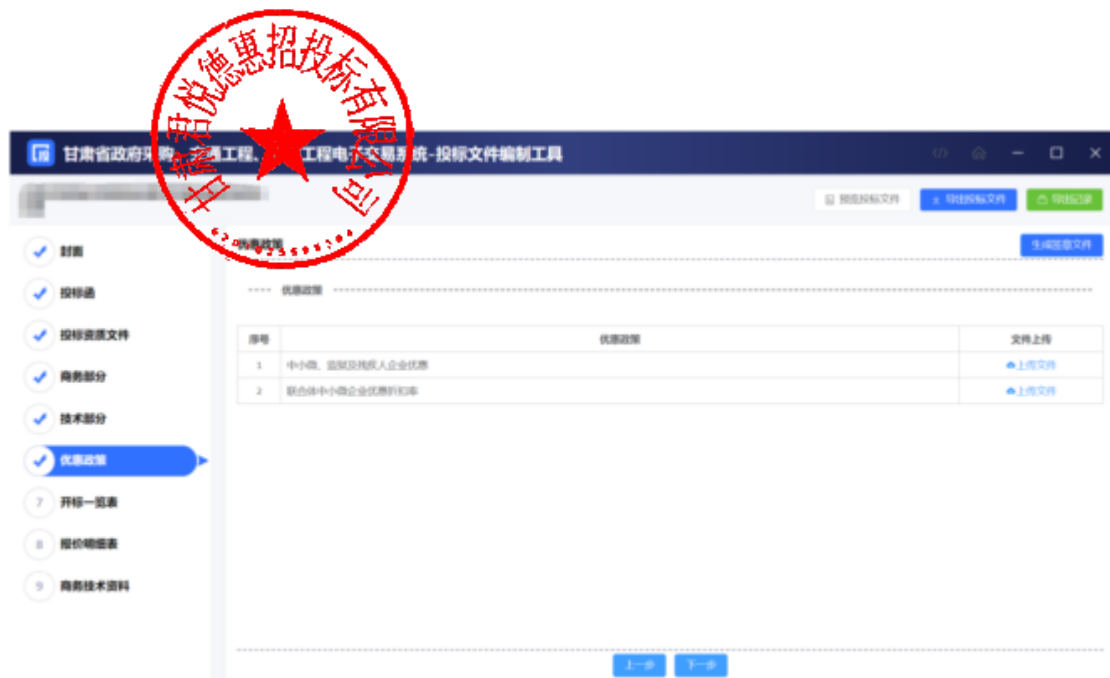 甘肃君悦德惠招投标有限公司
甘肃省政府采购、交通工程、 工程电子交易系统-投标文件编制工具
预览投标文件 导出投标文件 导出记录
封面
优惠政策 生成签章文件
投标函
优惠政策
投标资质文件
序号 优惠政策 文件上传
1 中小微、监狱及残疾人企业优惠 上传文件
商务部分
2 联合体中小微企业优惠折扣率 上传文件
技术部分
优惠政策
7 开标一览表
8 报价明细表
9 商务技术资料
上一步 下一步